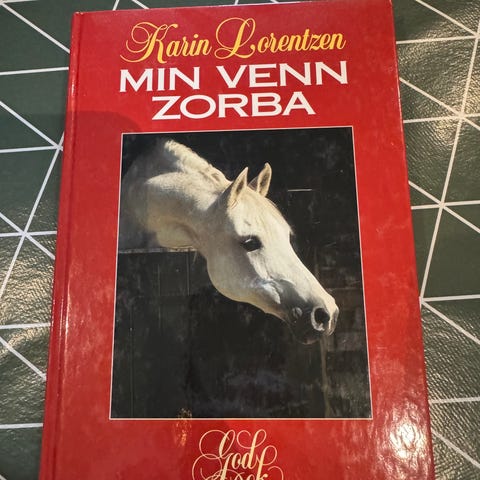 Karin Lorentzen
MIN VENN
ZORBA
God